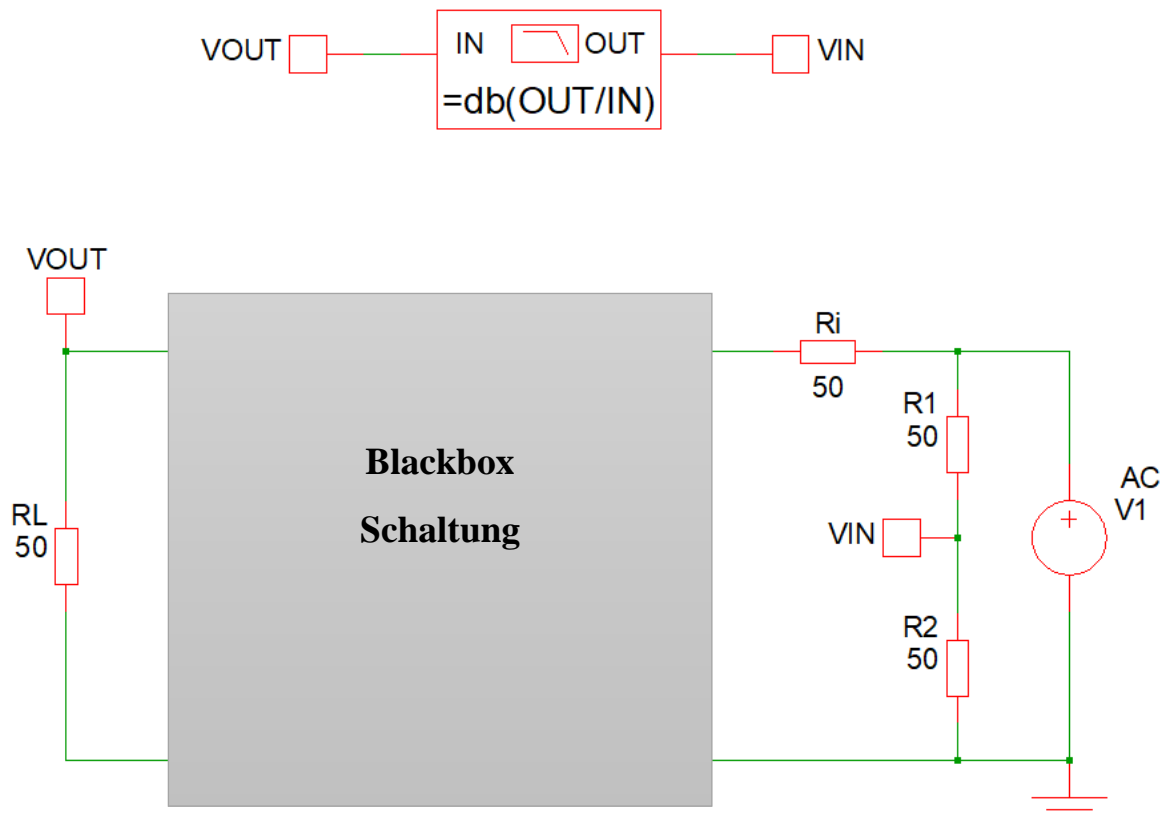 VOUT
IN
OUT
VIN
=db(OUT/IN)
VOUT
Ri
50
R1
50
Blackbox
Schaltung
AC
V1
RL
50
VIN
R2
50